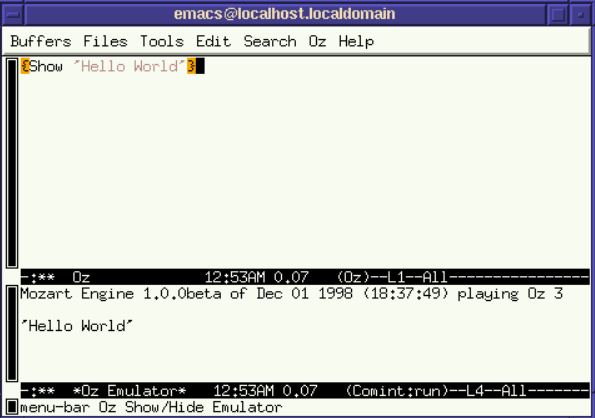 emacs@localhost.localdomain
Buffers Files Tools Edit Search Oz Help
{Show "Hello World"}
-:** Oz 12:53AM 0.07 (Oz)--L1--All----------------
Mozart Engine 1.0.0beta of Dec 01 1998 (18:37:49) playing Oz 3
"Hello World"
-:** *Oz Emulator* 12:53AM 0.07 (Comint:run)--L4--All-------
menu-bar Oz Show/Hide Emulator